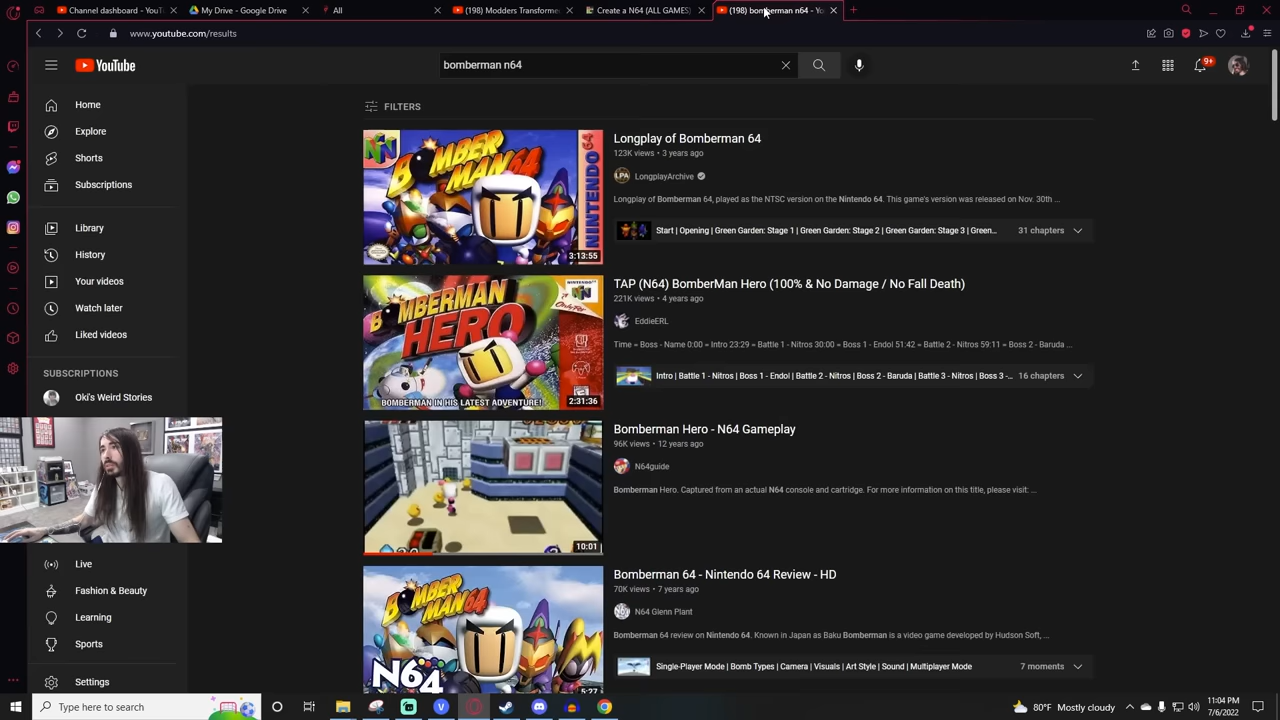 Channel dashboard - YouT
My Drive - Google Drive
All
(198) Modders Transforme
Create a N64 (ALL GAMES)
(198) bomberman n64 - Yo
www.youtube.com/results
YouTube
bomberman n64
9+
Home
Explore
Shorts
Subscriptions
Library
History
Your videos
Watch later
Liked videos
SUBSCRIPTIONS
Oki's Weird Stories
Live
Fashion & Beauty
Learning
Sports
Settings
FILTERS
BOMBERMAN 64
NINTENDO 64
3:13:55
Longplay of Bomberman 64
123K views • 3 years ago
LPA
LongplayArchive
Longplay of Bomberman 64, played as the NTSC version on the Nintendo 64. This game's version was released on Nov. 30th ...
Start | Opening | Green Garden: Stage 1 | Green Garden: Stage 2 | Green Garden: Stage 3 | Green...
31 chapters
BOMBERMAN HERO
BOMBERMAN IN HIS LATEST ADVENTURE!
2:31:36
TAP (N64) BomberMan Hero (100% & No Damage / No Fall Death)
221K views • 4 years ago
EddieERL
Time = Boss - Name 0:00 = Intro 23:29 = Battle 1 - Nitros 30:00 = Boss 1 - Endol 51:42 = Battle 2 - Nitros 59:11 = Boss 2 - Baruda ...
Intro | Battle 1 - Nitros | Boss 1 - Endol | Battle 2 - Nitros | Boss 2 - Baruda | Battle 3 - Nitros | Boss 3 -...
16 chapters
10:01
Bomberman Hero - N64 Gameplay
96K views • 12 years ago
N64guide
Bomberman Hero. Captured from an actual N64 console and cartridge. For more information on this title, please visit: ...
BOMBERMAN 64
N64
5:27
Bomberman 64 - Nintendo 64 Review - HD
70K views • 7 years ago
N64 Glenn Plant
Bomberman 64 review on Nintendo 64. Known in Japan as Baku Bomberman is a video game developed by Hudson Soft, ...
Single-Player Mode | Bomb Types | Camera | Visuals | Art Style | Sound | Multiplayer Mode
7 moments
Type here to search
80°F Mostly cloudy
11:04 PM
7/6/2022